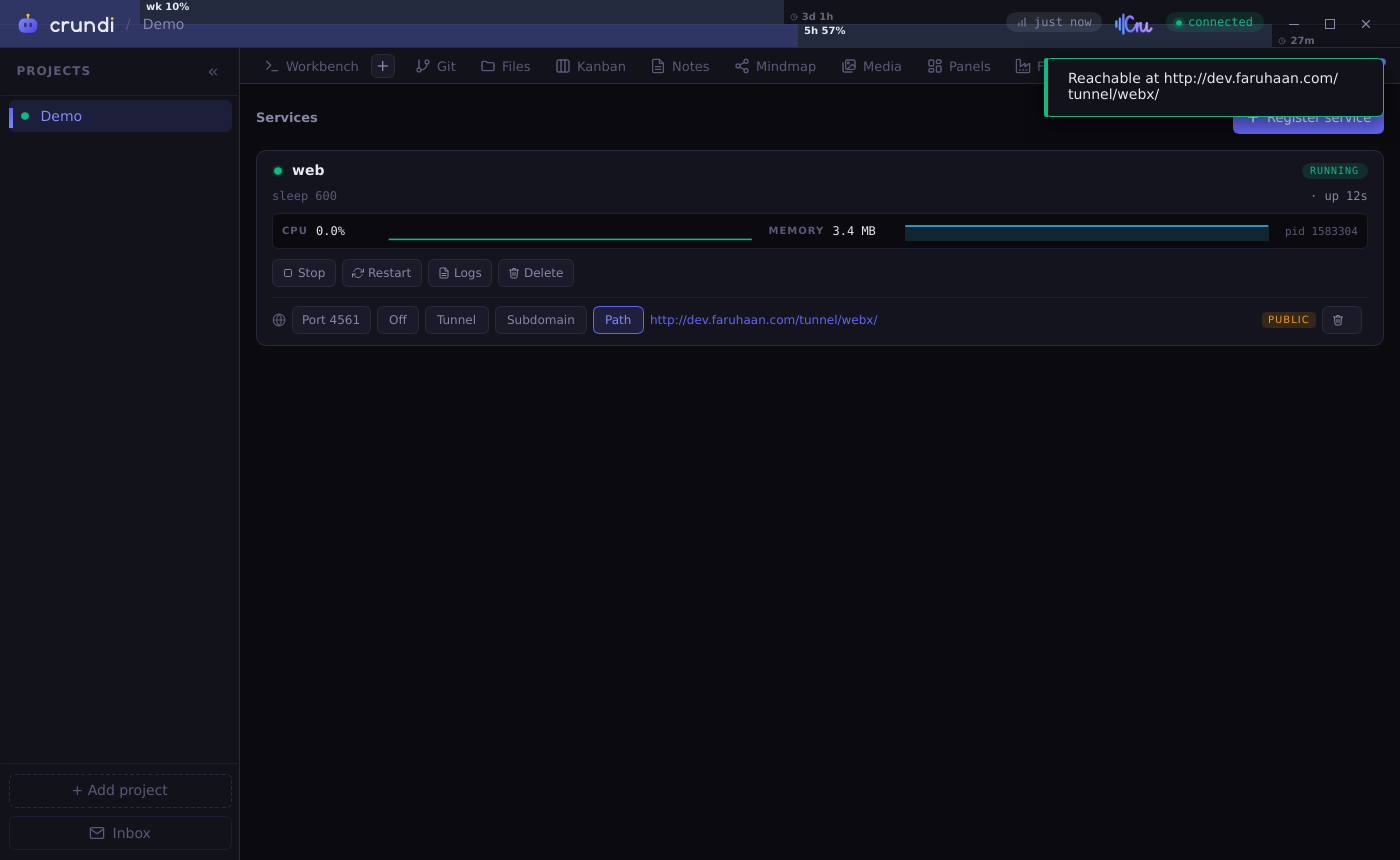 wk 10%
crundi / Demo
3d 1h
5h 57%
just now
Cru
connected
27m
PROJECTS
«
Workbench
+
Git
Files
Kanban
Notes
Mindmap
Media
Panels
F
Reachable at http://dev.faruhaan.com/
tunnel/webx/
Demo
Services
+ Register service
web
RUNNING
sleep 600
· up 12s
CPU 0.0%
MEMORY 3.4 MB
pid 1583304
Stop
Restart
Logs
Delete
Port 4561
Off
Tunnel
Subdomain
Path
http://dev.faruhaan.com/tunnel/webx/
PUBLIC
+ Add project
Inbox